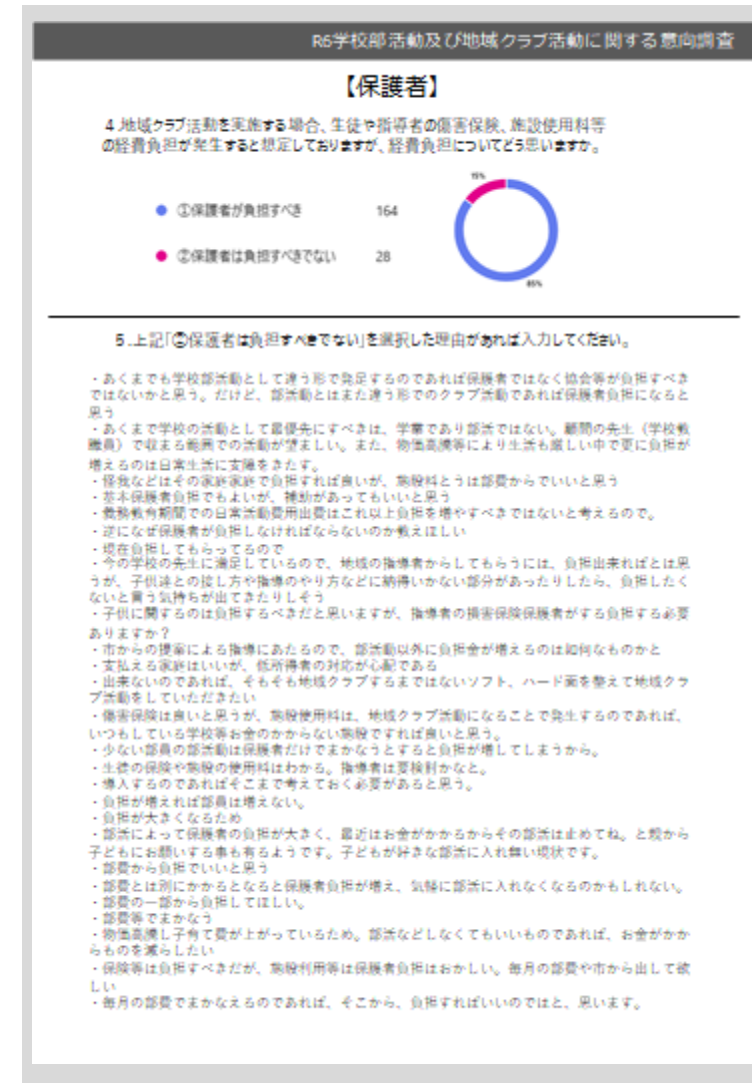 R6学校部活動及び地域クラブ活動に関する意向調査
【保護者】
4.地域クラブ活動を実施する場合、生徒や指導者の傷害保険、施設使用料等
の経費負担が発生すると想定しておりますが、経費負担についてどう思いますか。
15%
①保護者が負担すべき 164
②保護者は負担すべきでない 28
85%
5.上記「②保護者は負担すべきでない」を選択した理由があれば入力してください。
・あくまでも学校部活動として違う形で発足するのであれば保護者ではなく協会等が負担すべき
ではないかと思う。だけど、部活動とはまた違う形でのクラブ活動であれば保護者負担になると
思う
・あくまで学校の活動として最優先にすべきは、学業であり部活ではない。顧問の先生（学校教
職員）で収まる範囲での活動が望ましい。また、物価高騰等により生活も厳しい中で更に負担が
増えるのは日常生活に支障をきたす。
・怪我などはその家庭家庭で負担すれば良いが、施設料とうは部費からでいいと思う
・基本保護者負担でもよいが、補助があってもいいと思う
・義務教育期間での日常活動費用出費はこれ以上負担を増やすべきではないと考えるので。
・逆になぜ保護者が負担しなければならないのか教えほしい
・現在負担してもらってるので
・今の学校の先生に満足しているので、地域の指導者からしてもらうには、負担出来ればとは思
うが、子供達との接し方や指導のやり方などに納得いかない部分があったりしたら、負担したく
ないと言う気持ちが出てきたりしそう
・子供に関するのは負担するべきだと思いますが、指導者の損害保険保護者がする負担する必要
ありますか？
・市からの提案による指導にあたるので、部活動以外に負担金が増えるのは如何なものかと
・支払える家庭はいいが、低所得者の対応が心配である
・出来ないのであれば、そもそも地域クラブするまではないソフト、ハード面を整えて地域クラ
ブ活動をしていただきたい
・傷害保険は良いと思うが、施設使用料は、地域クラブ活動になることで発生するのであれば、
いつもしている学校等お金のかからない施設ですれば良いと思う。
・少ない部員の部活動は保護者だけでまかなうとすると負担が増してしまうから。
・生徒の保険や施設の使用料はわかる。指導者は要検討かなと。
・導入するのであればそこまで考えておく必要があると思う。
・負担が増えれば部員は増えない。
・負担が大きくなるため
・部活によって保護者の負担が大きく、最近はお金がかかるからその部活は止めてね。と親から
子どもにお願いする事も有るようです。子どもが好きな部活に入れ無い現状です。
・部費から負担でいいと思う
・部費とは別にかかるとなると保護者負担が増え、気軽に部活に入れなくなるのかもしれない。
・部費の一部から負担してほしい。
・部費等でまかなう
・物価高騰し子育て費が上がっているため。部活などしなくてもいいものであれば、お金がかか
らものを減らしたい
・保険等は負担すべきだが、施設利用等は保護者負担はおかしい。毎月の部費や市から出して欲
しい
・毎月の部費でまかなえるのであれば、そこから、負担すればいいのではと、思います。